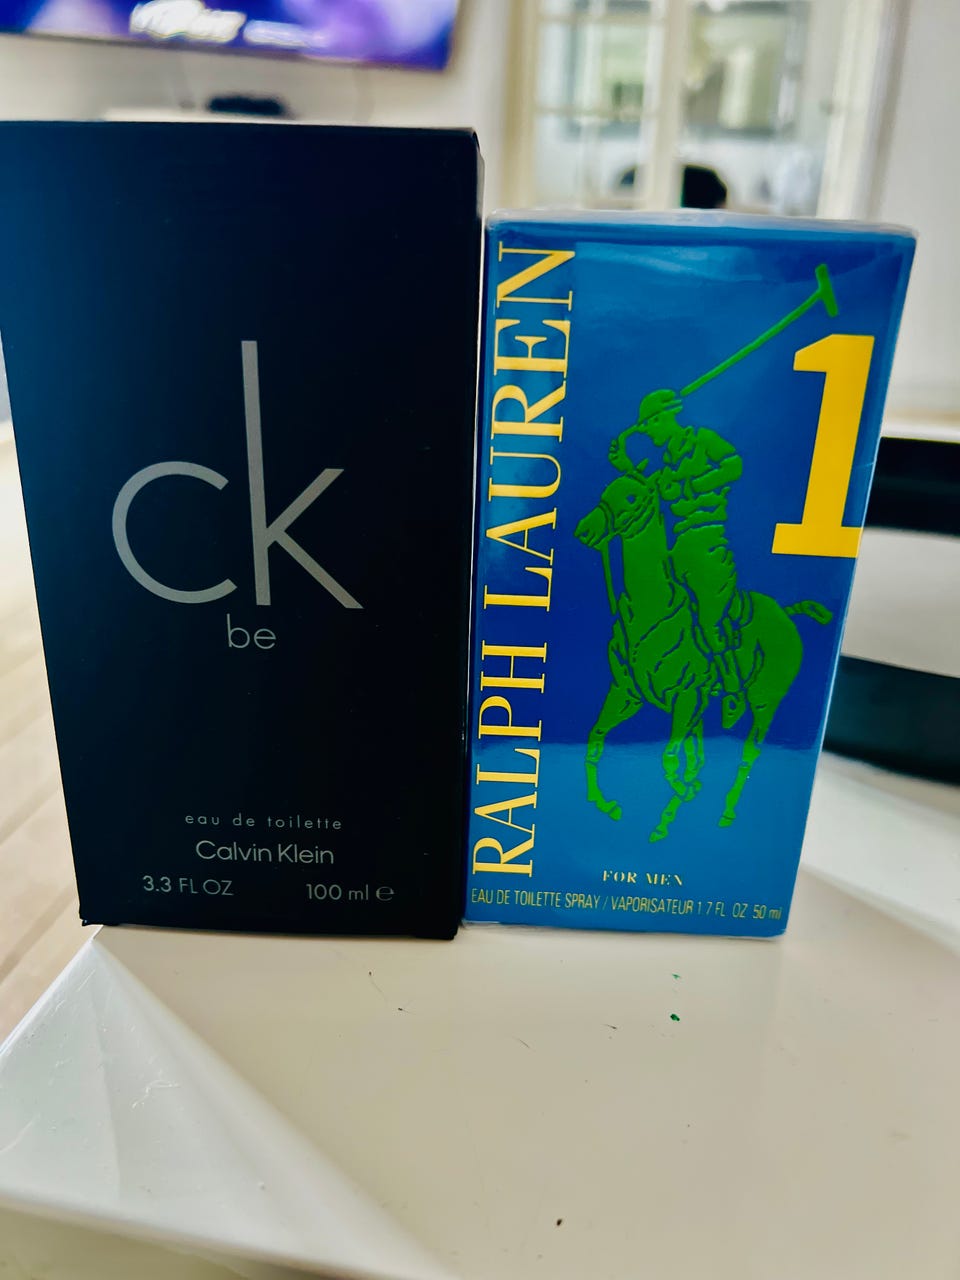 ck
be
eau de toilette
Calvin Klein
3.3 FL OZ 100 ml ℮
RALPH LAUREN
1
FOR MEN
EAU DE TOILETTE SPRAY / VAPORISATEUR 1 7 FL OZ 50 ml